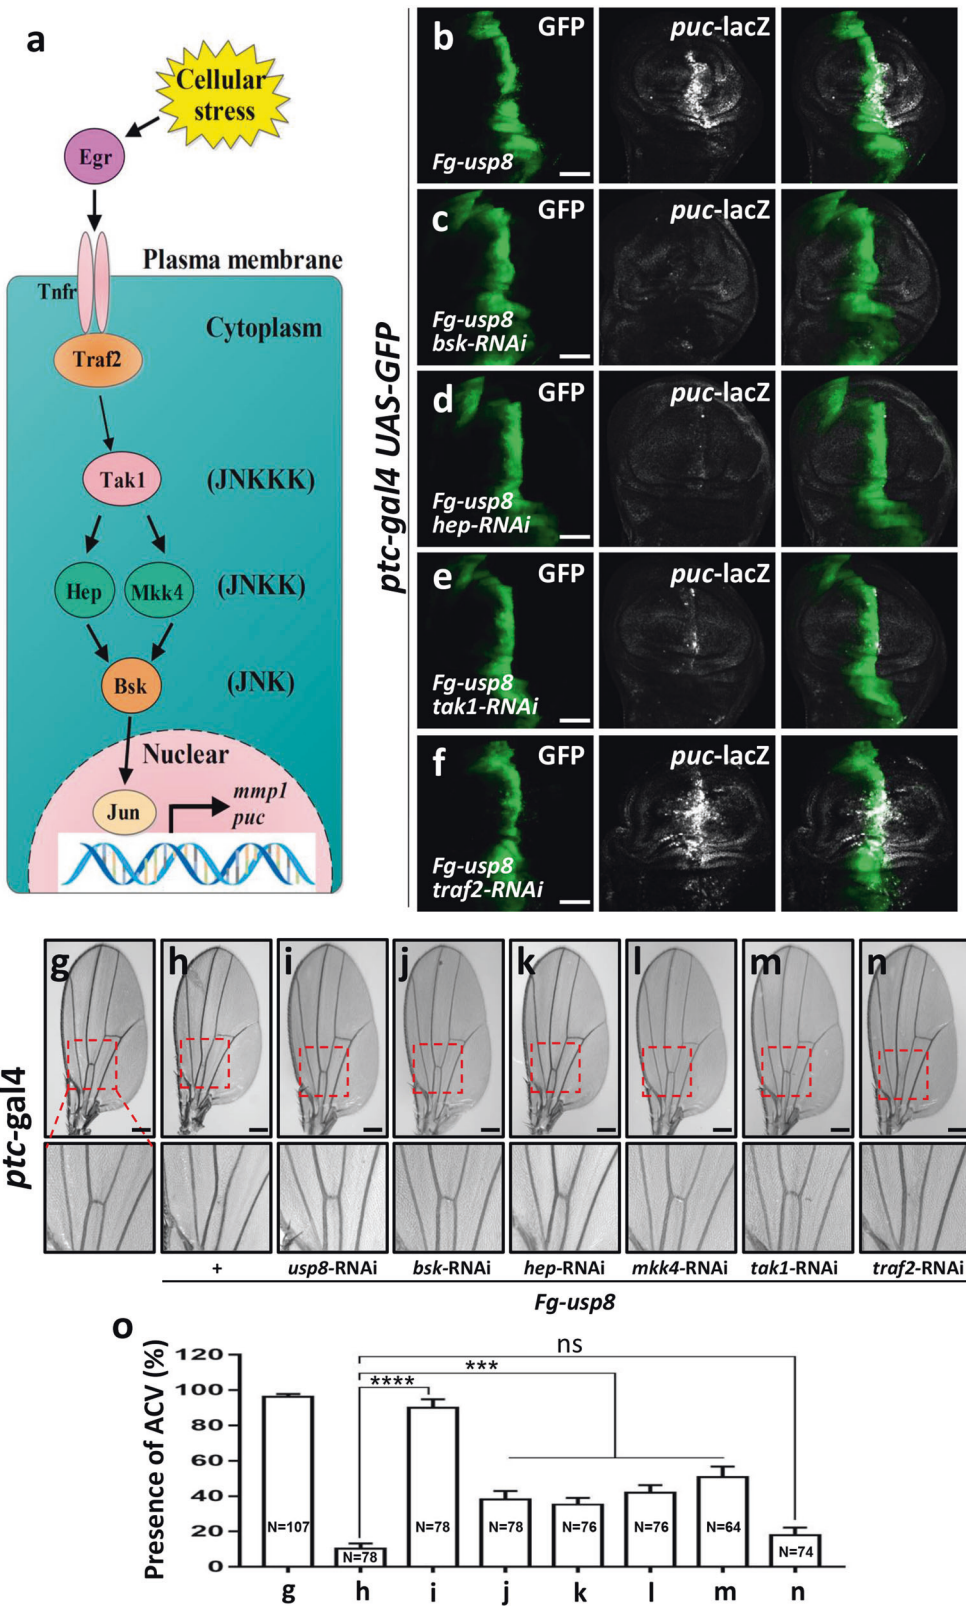 a
Cellular
stress
Egr
Plasma membrane
Tnfr
Cytoplasm
Traf2
Tak1
(JNKKK)
Hep
Mkk4
(JNKK)
Bsk
(JNK)
Nuclear
Jun
mmp1
puc
ptc-gal4 UAS-GFP
b
GFP
puc-lacZ
Fg-usp8
c
GFP
puc-lacZ
Fg-usp8
bsk-RNAi
d
GFP
puc-lacZ
Fg-usp8
hep-RNAi
e
GFP
puc-lacZ
Fg-usp8
tak1-RNAi
f
GFP
puc-lacZ
Fg-usp8
traf2-RNAi
ptc-gal4
g h i j k l m n
+ usp8-RNAi bsk-RNAi hep-RNAi mkk4-RNAi tak1-RNAi traf2-RNAi
Fg-usp8
o
Presence of ACV (%)
120
100
80
60
40
20
0
ns
***
****
N=107 N=78 N=78 N=78 N=76 N=76 N=64 N=74
g h i j k l m n